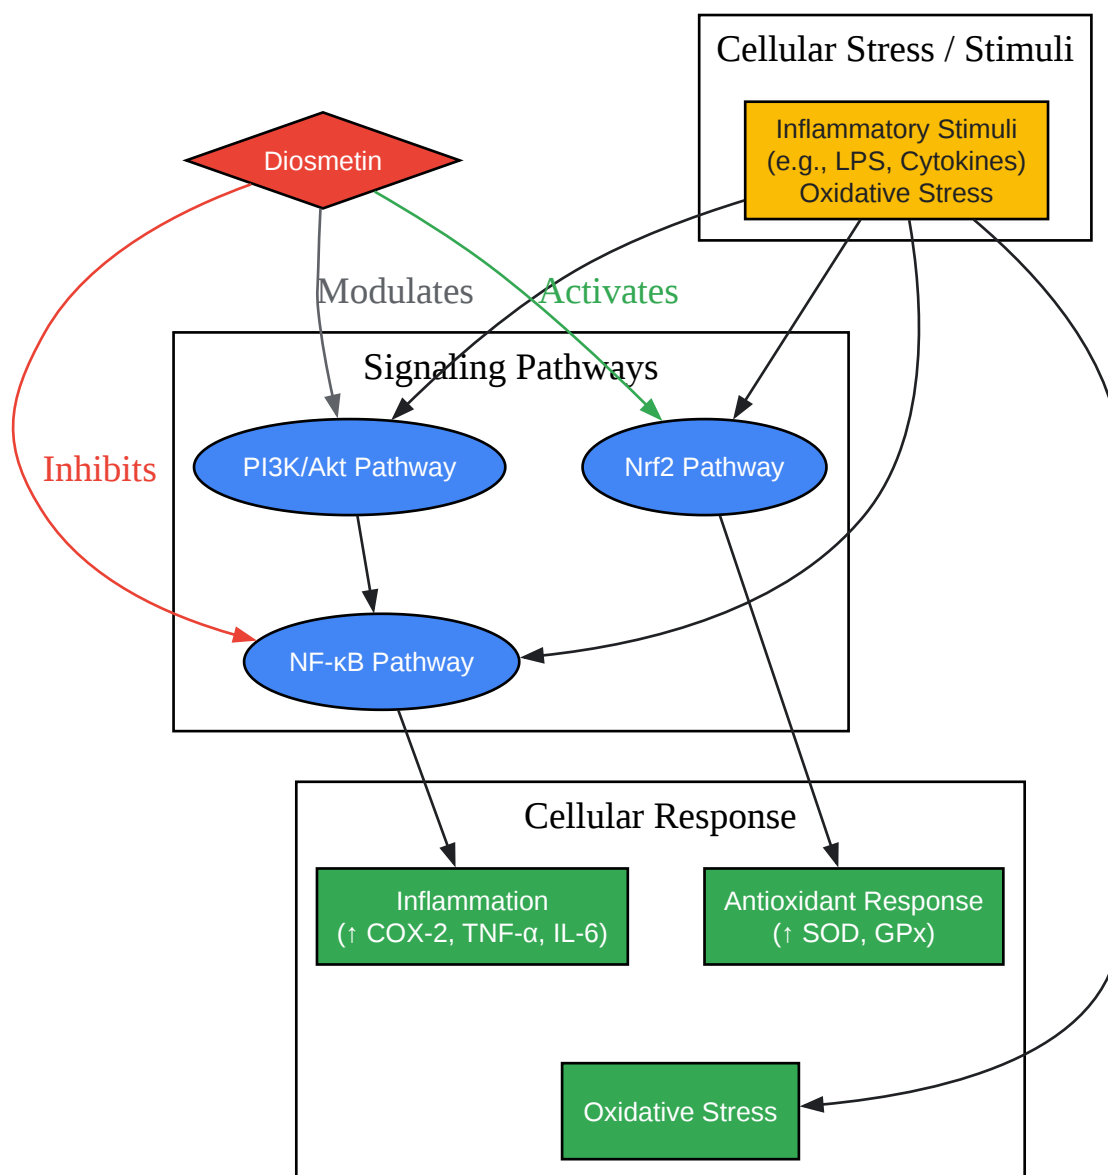 Cellular Stress / Stimuli
Inflammatory Stimuli
(e.g., LPS, Cytokines)
Oxidative Stress
Diosmetin
Modulates
Activates
Signaling Pathways
PI3K/Akt Pathway
Nrf2 Pathway
Inhibits
NF-κB Pathway
Cellular Response
Inflammation
(↑ COX-2, TNF-α, IL-6)
Antioxidant Response
(↑ SOD, GPx)
Oxidative Stress